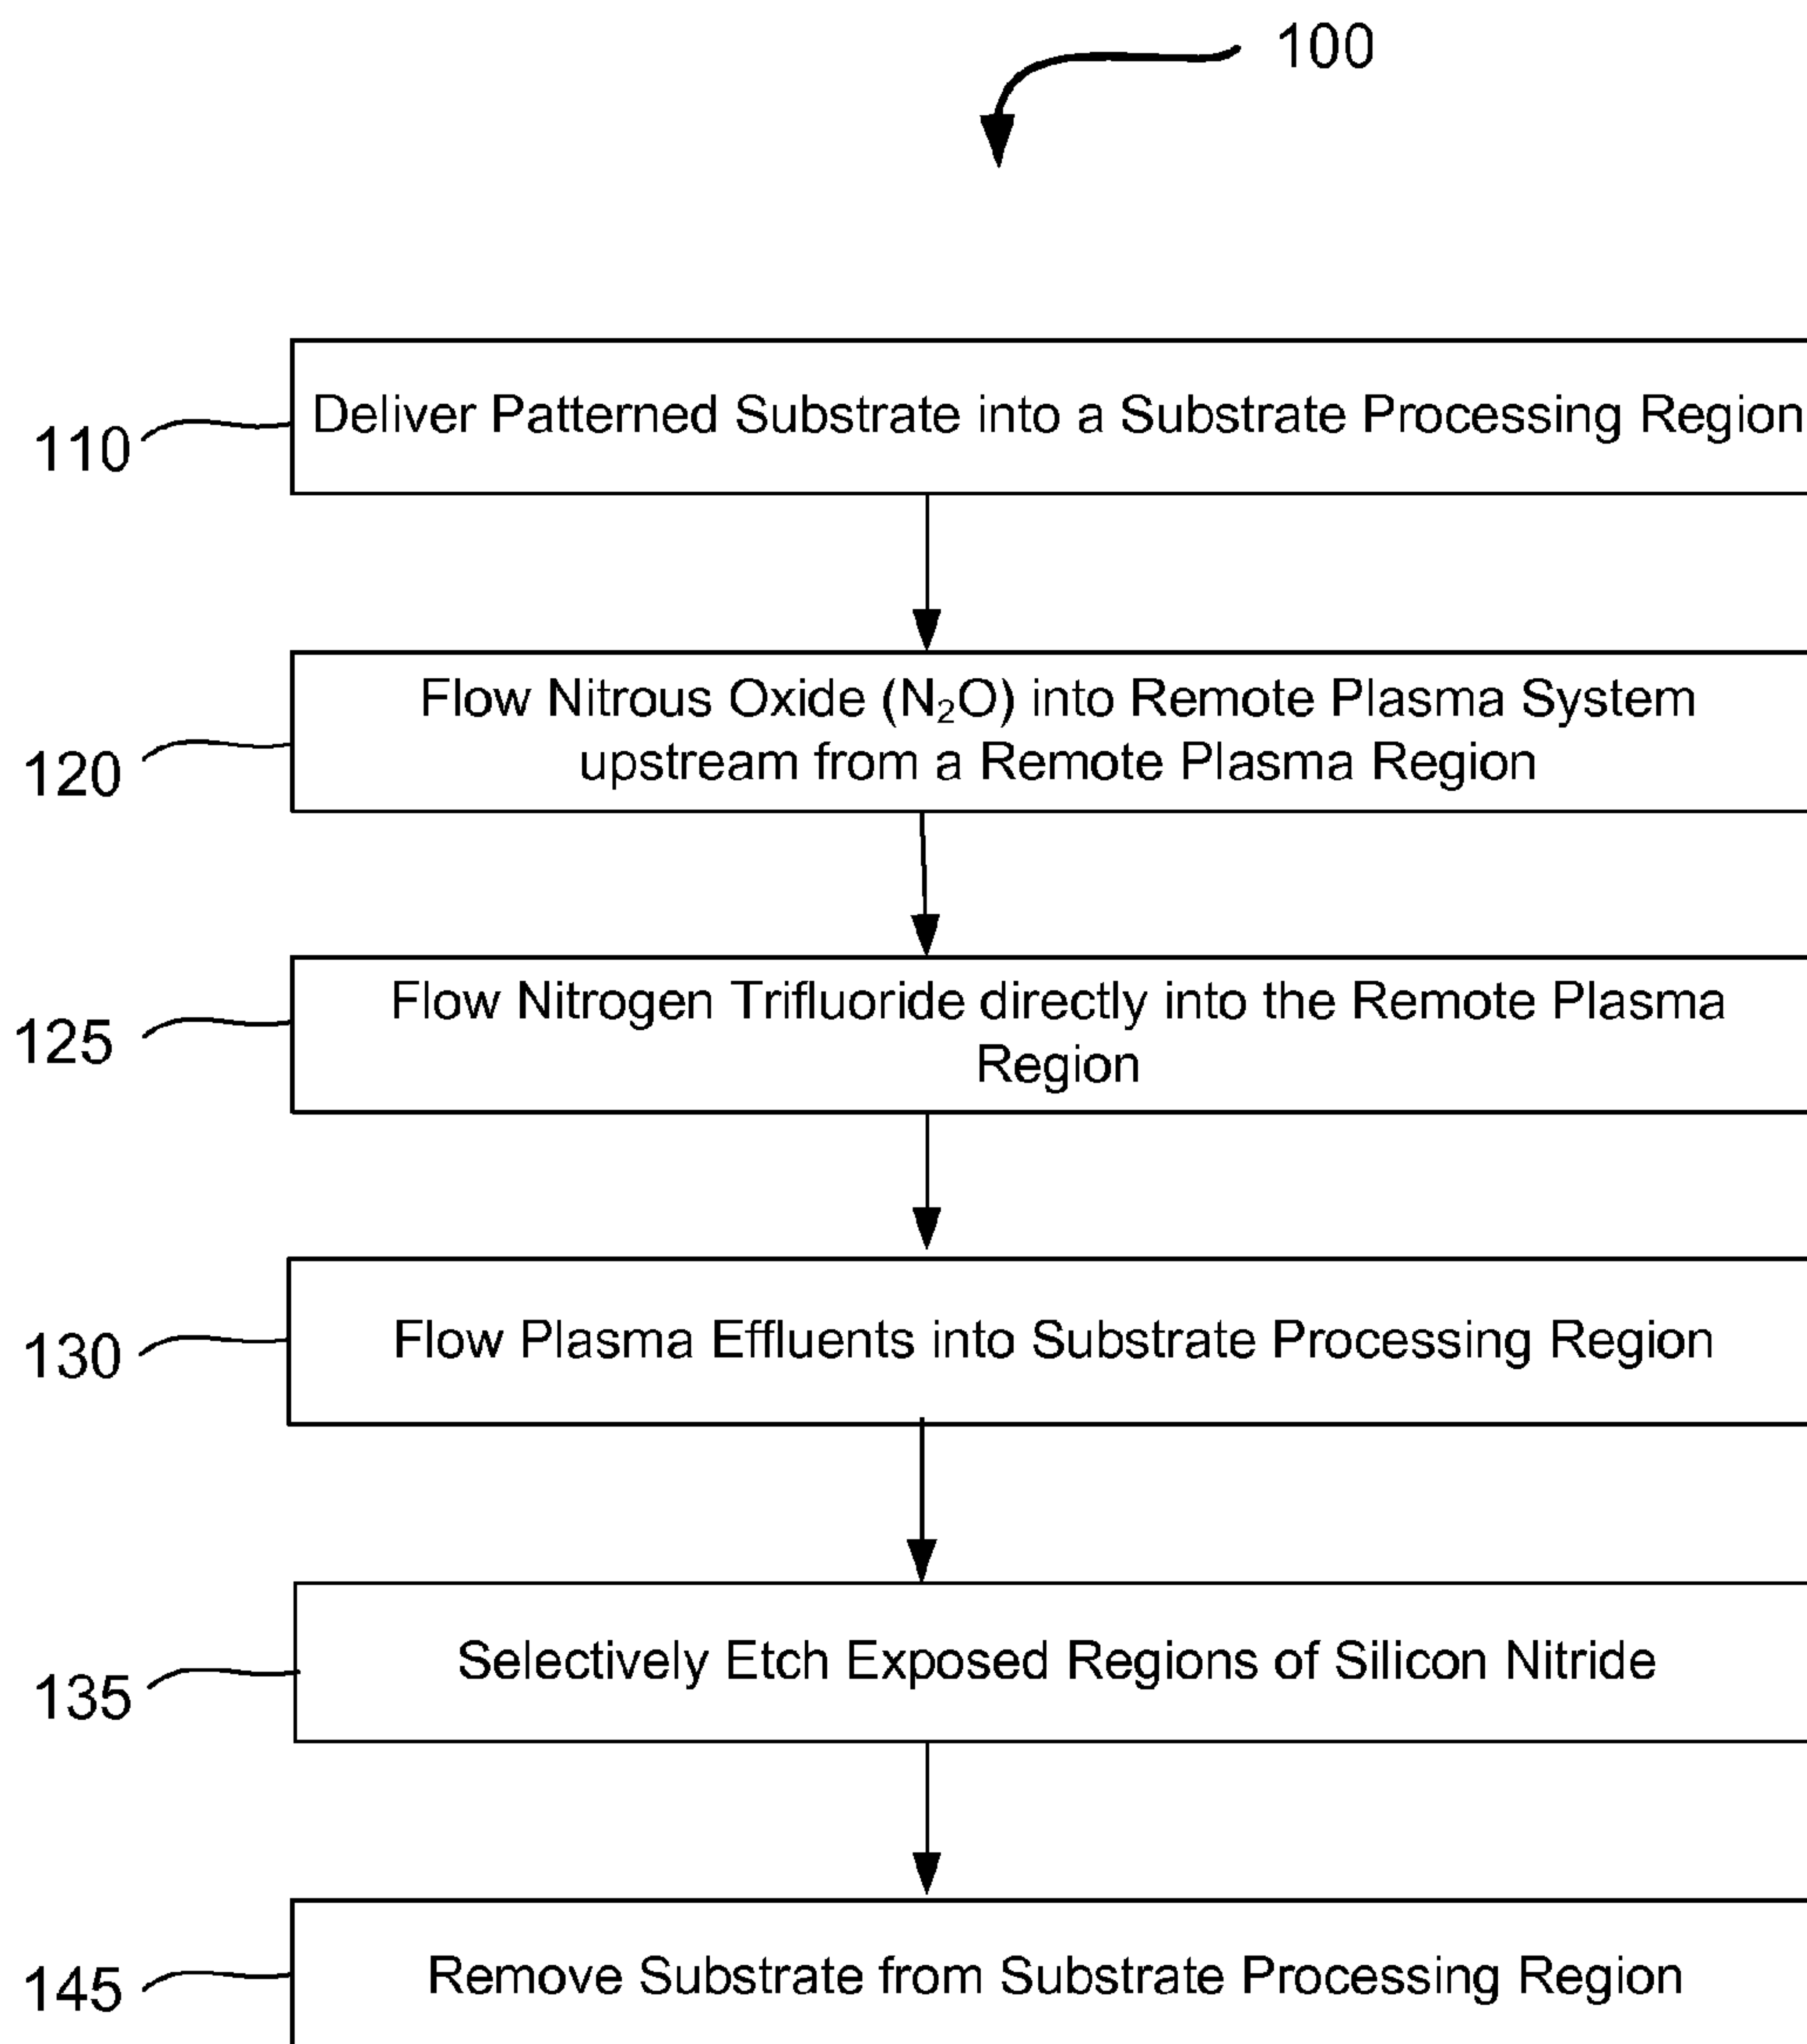 100
110
Deliver Patterned Substrate into a Substrate Processing Region
120
Flow Nitrous Oxide (N₂O) into Remote Plasma System
upstream from a Remote Plasma Region
125
Flow Nitrogen Trifluoride directly into the Remote Plasma
Region
130
Flow Plasma Effluents into Substrate Processing Region
135
Selectively Etch Exposed Regions of Silicon Nitride
145
Remove Substrate from Substrate Processing Region